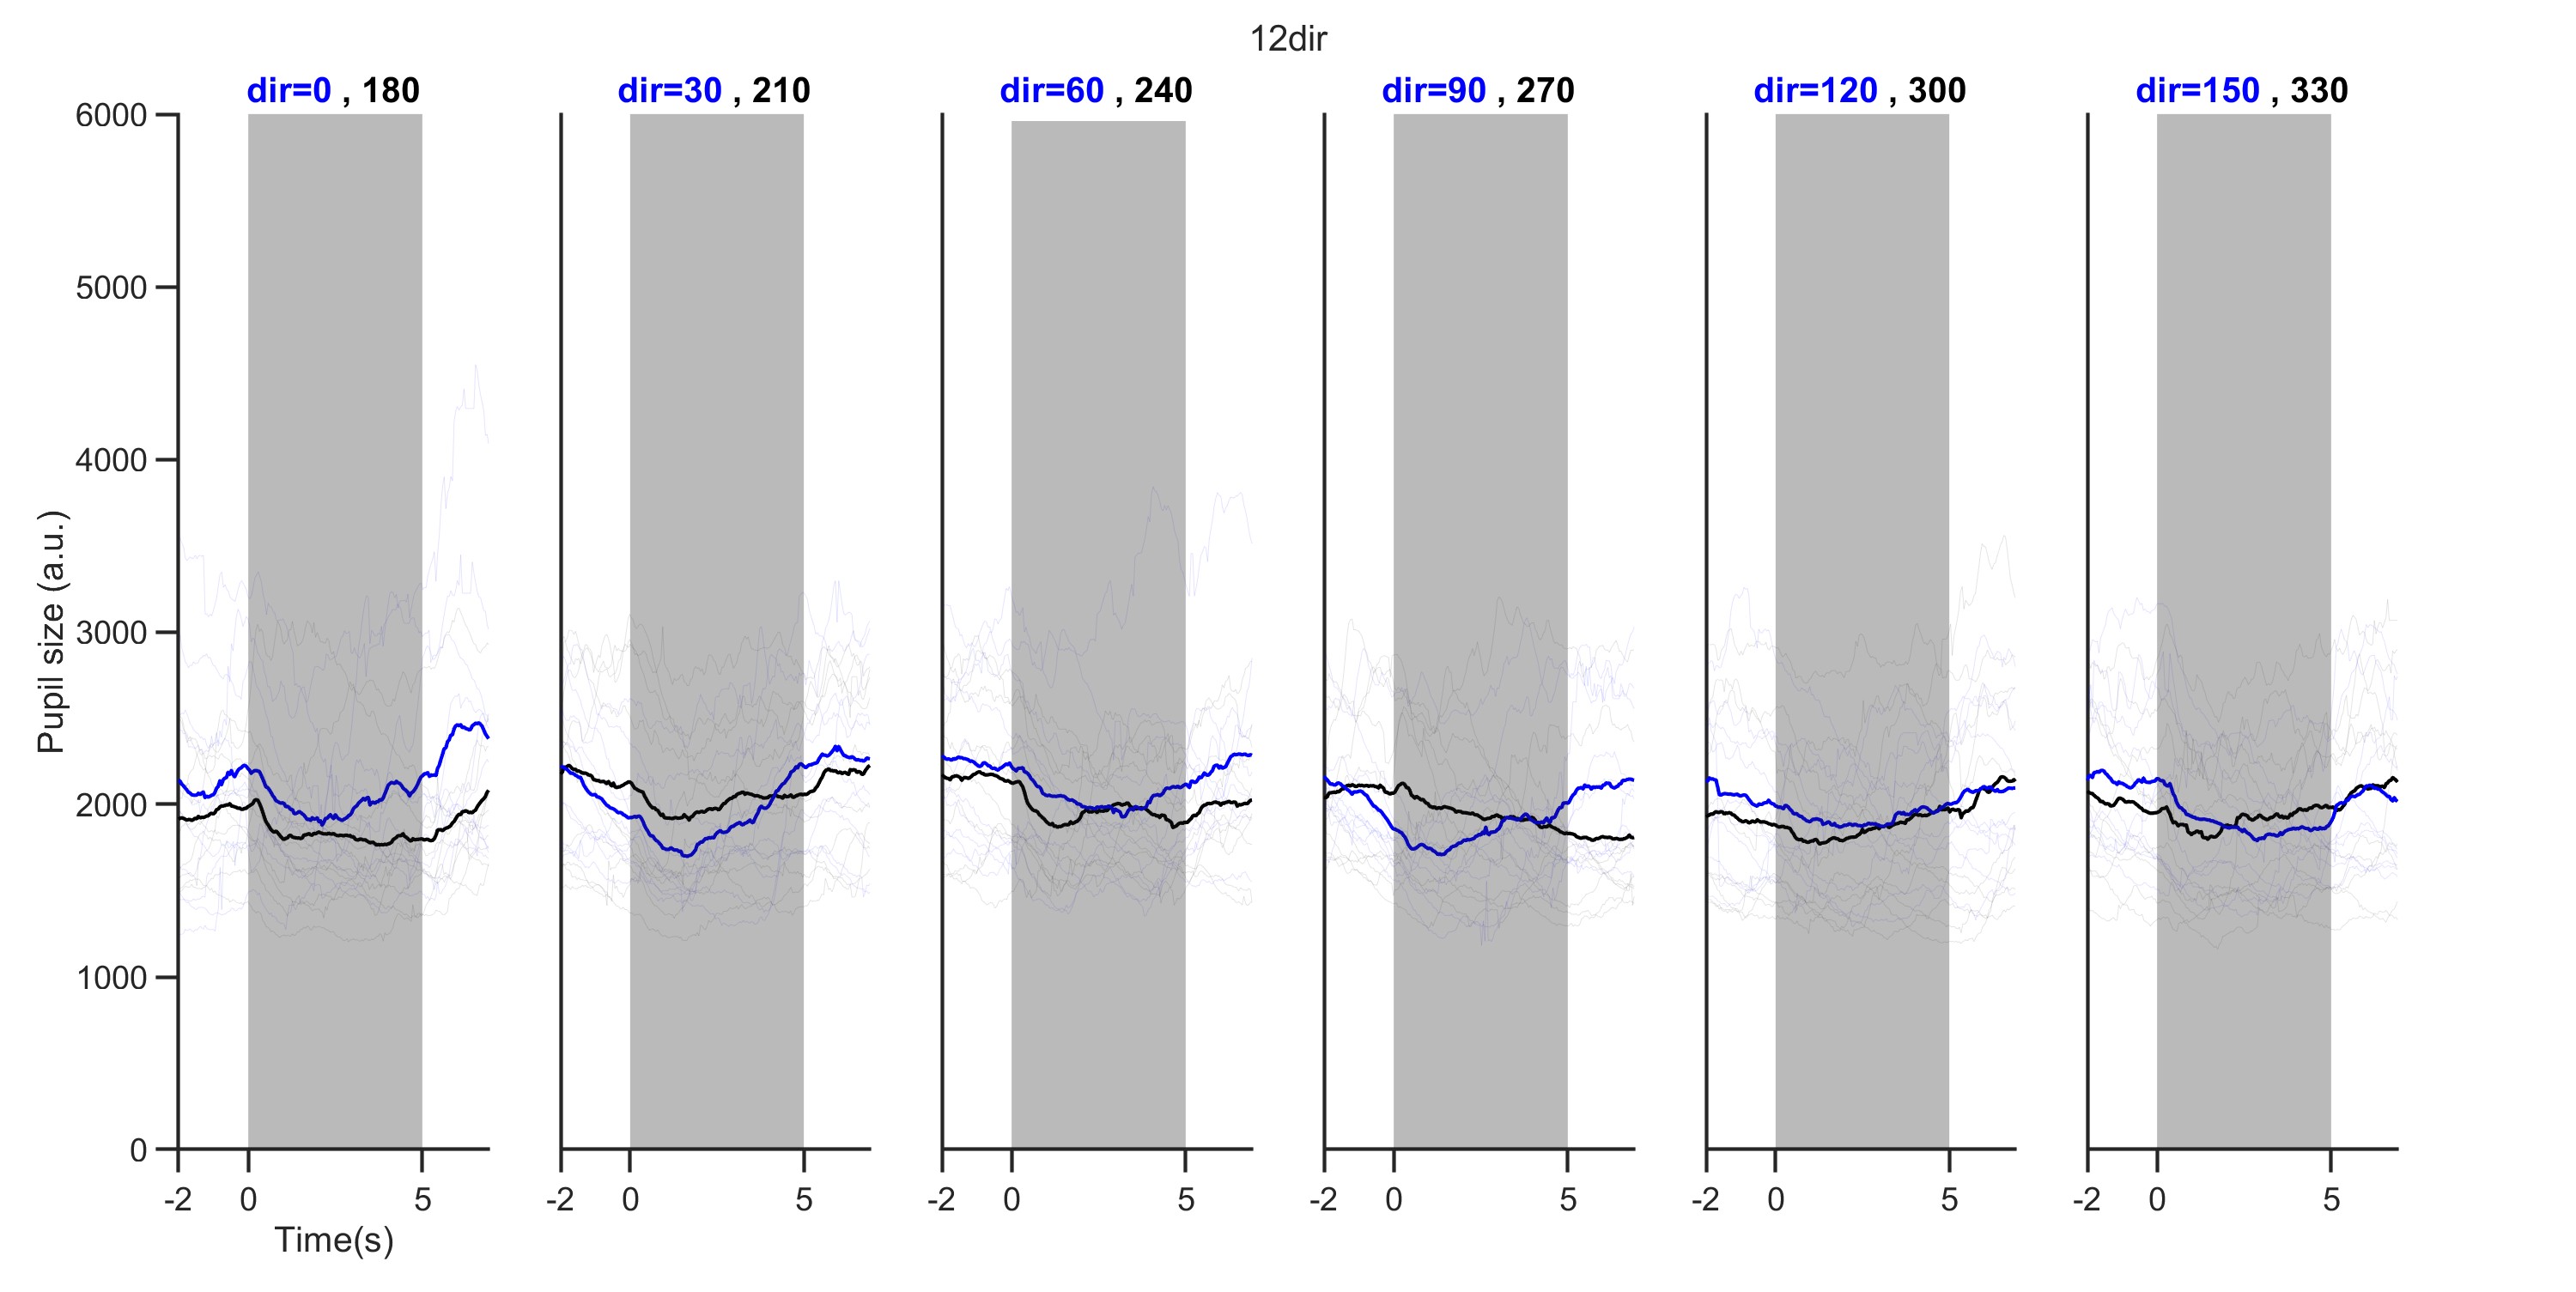 12dir
dir=0 , 180
dir=30 , 210
dir=60 , 240
dir=90 , 270
dir=120 , 300
dir=150 , 330
6000
5000
4000
3000
2000
1000
0
Pupil size (a.u.)
-2 0 5
-2 0 5
-2 0 5
-2 0 5
-2 0 5
-2 0 5
Time(s)